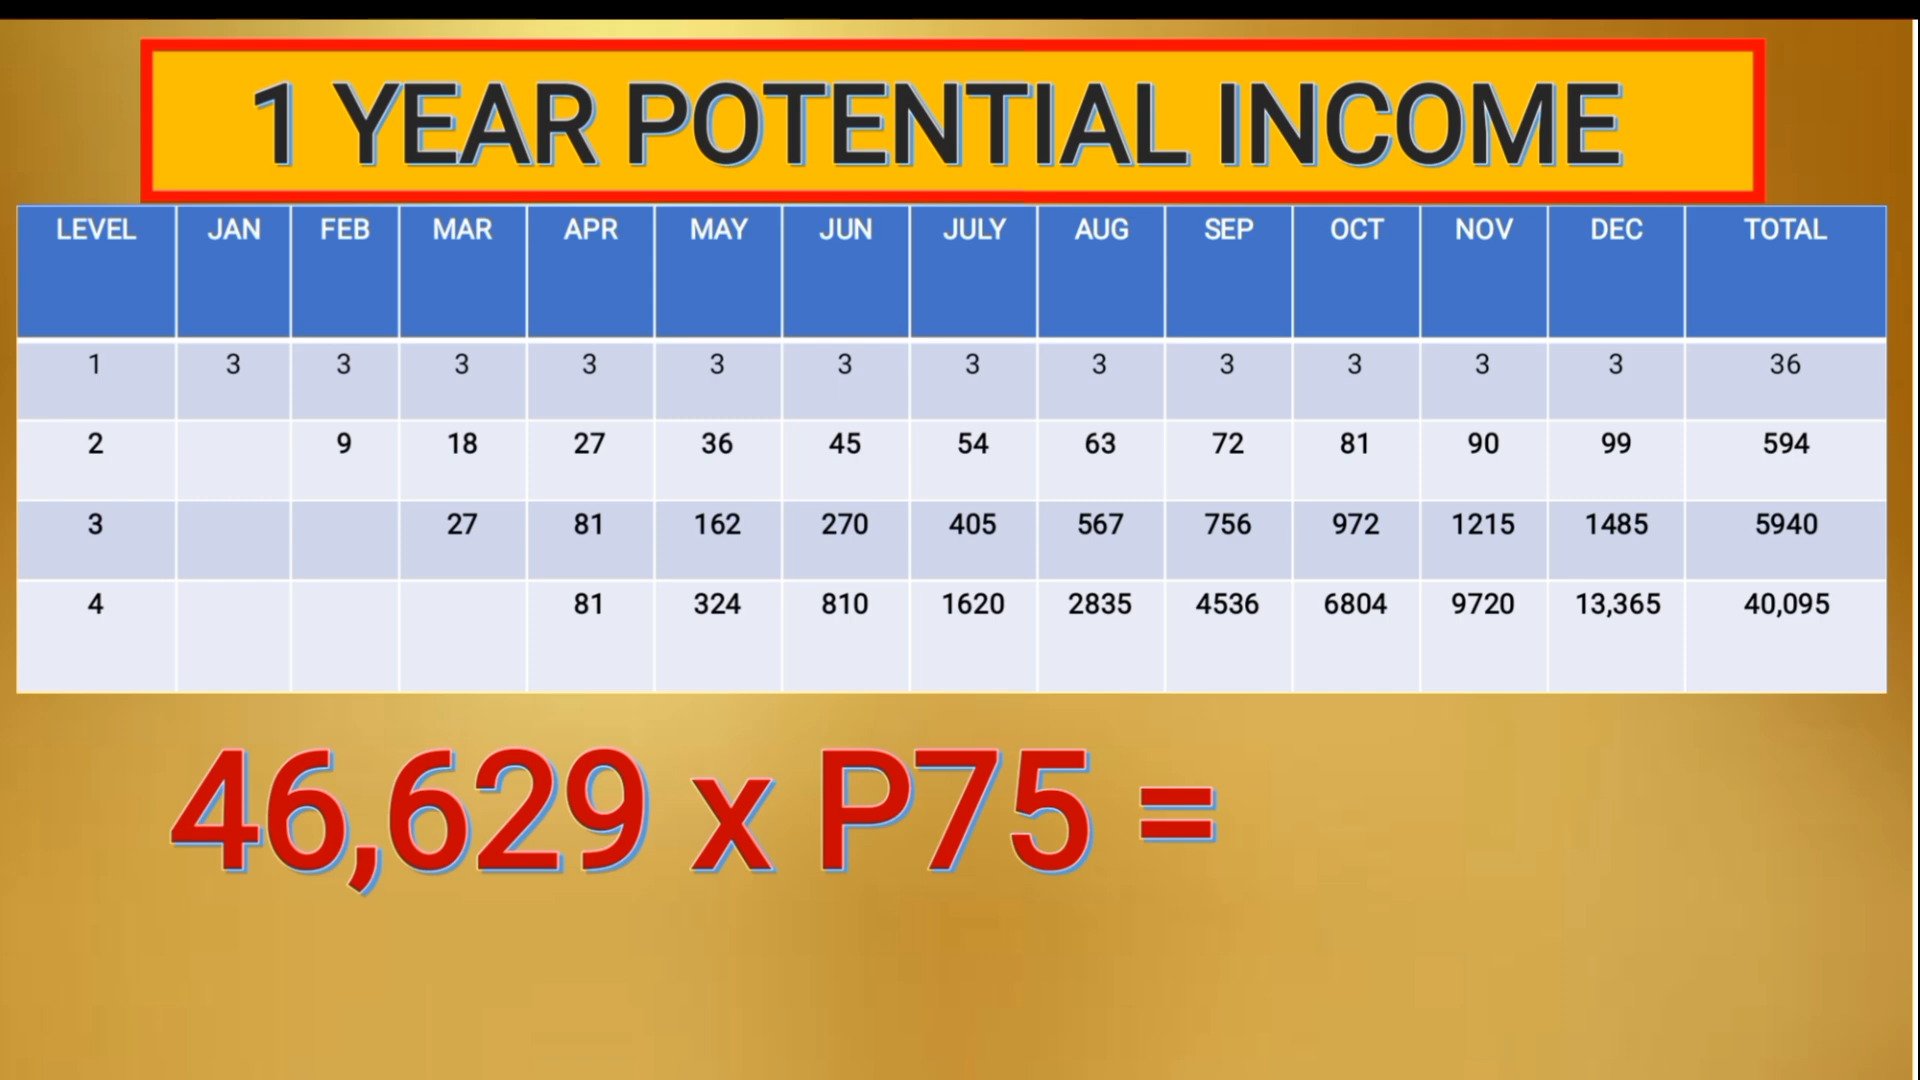 1 YEAR POTENTIAL INCOME
LEVEL JAN FEB MAR APR MAY JUN JULY AUG SEP OCT NOV DEC TOTAL
1 3 3 3 3 3 3 3 3 3 3 3 3 36
2 9 18 27 36 45 54 63 72 81 90 99 594
3 27 81 162 270 405 567 756 972 1215 1485 5940
4 81 324 810 1620 2835 4536 6804 9720 13,365 40,095
46,629 x P75 =